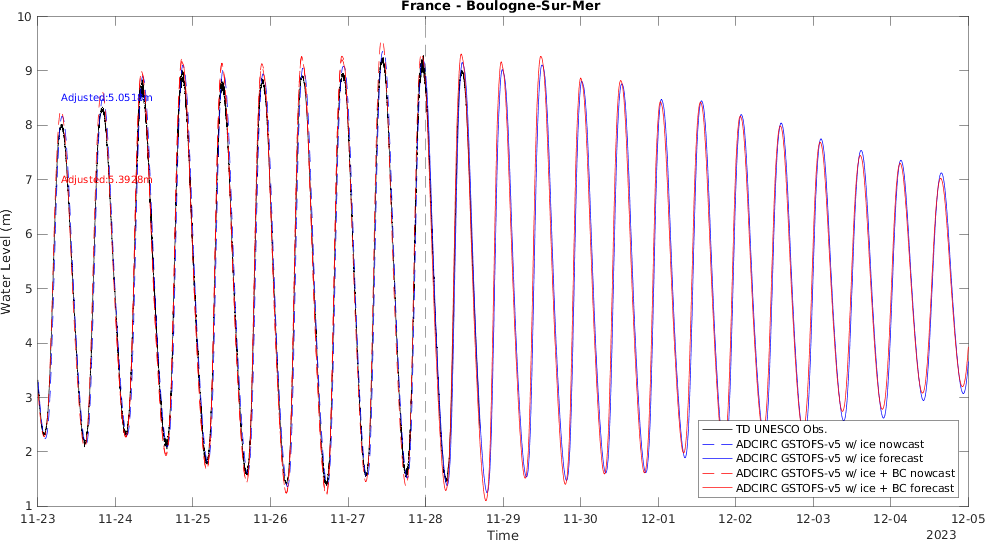 France - Boulogne-Sur-Mer
10
9
8
7
6
5
4
3
2
1
Water Level (m)
Adjusted:5.3928m
TD UNESCO Obs.
ADCIRC GSTOFS-v5 w/ ice nowcast
ADCIRC GSTOFS-v5 w/ ice forecast
ADCIRC GSTOFS-v5 w/ ice + BC nowcast
ADCIRC GSTOFS-v5 w/ ice + BC forecast
11-23 11-24 11-25 11-26 11-27 11-28 11-29 11-30 12-01 12-02 12-03 12-04 12-05
Time
2023